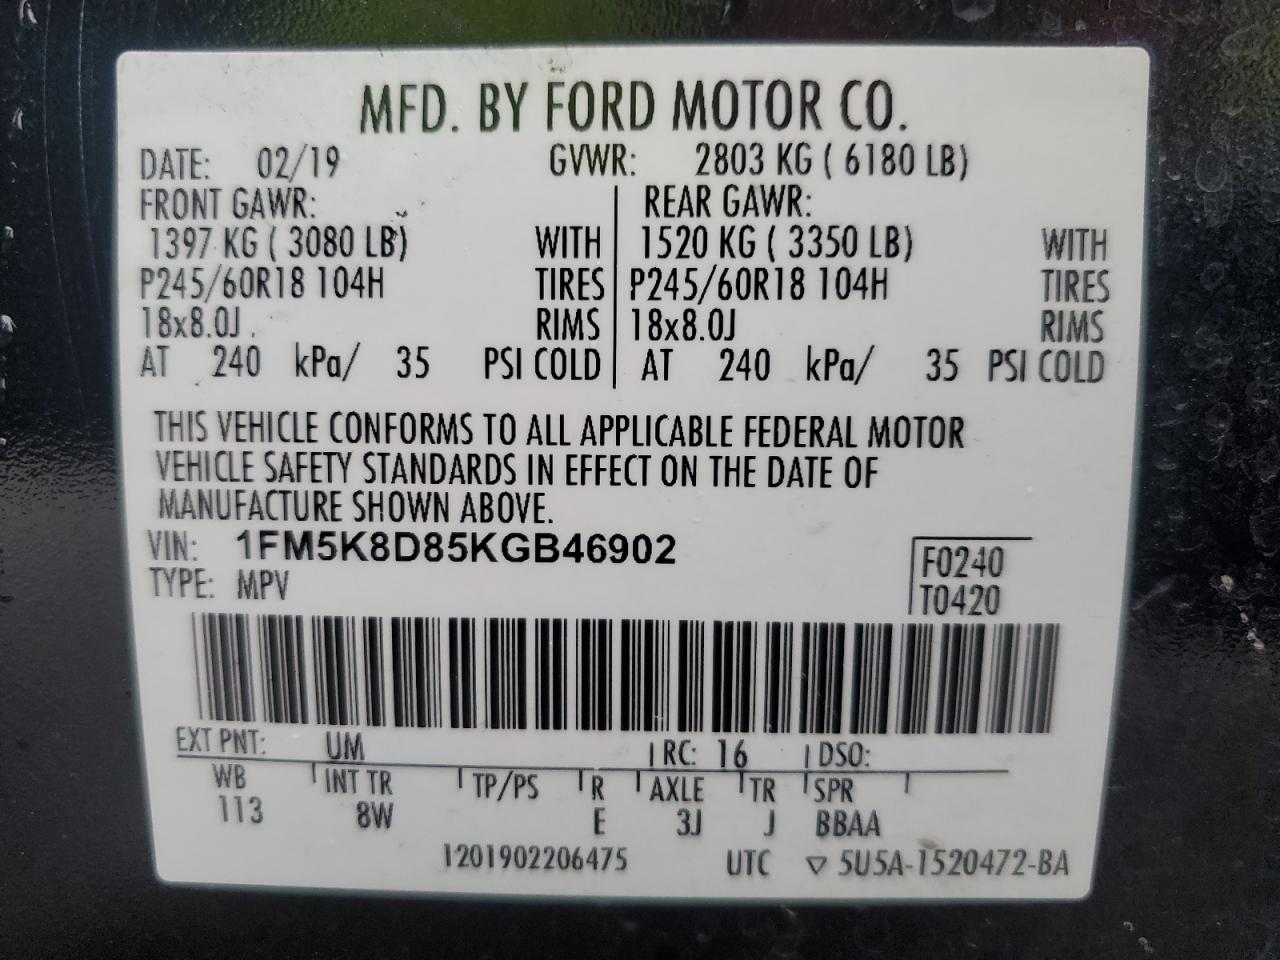 MFD. BY FORD MOTOR CO.
DATE: 02/19 GVWR: 2803 KG ( 6180 LB)
FRONT GAWR: REAR GAWR:
1397 KG ( 3080 LB) WITH 1520 KG ( 3350 LB) WITH
P245/60R18 104H TIRES P245/60R18 104H TIRES
18x8.0J RIMS 18x8.0J RIMS
AT 240 kPa/ 35 PSI COLD AT 240 kPa/ 35 PSI COLD
THIS VEHICLE CONFORMS TO ALL APPLICABLE FEDERAL MOTOR
VEHICLE SAFETY STANDARDS IN EFFECT ON THE DATE OF
MANUFACTURE SHOWN ABOVE.
VIN: 1FM5K8D85KGB46902
TYPE: MPV
F0240
T0420
EXT PNT: UM RC: 16 DSO:
WB INT TR TP/PS R AXLE TR SPR
113 8W E 3J J BBAA
1201902206475 UTC ▽ 5U5A-1520472-BA